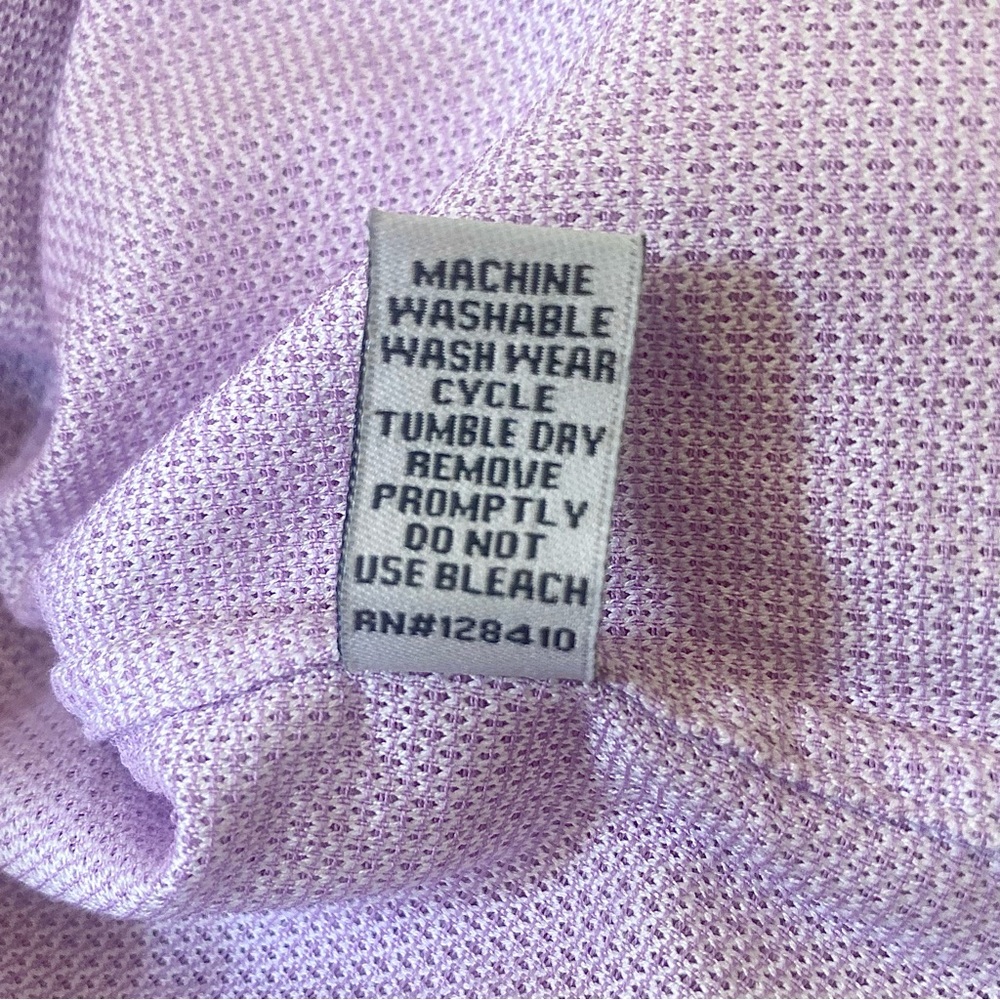 MACHINE
WASHABLE
WASH WEAR
CYCLE
TUMBLE DRY
REMOVE
PROMPTLY
DO NOT
USE BLEACH
RN#128410